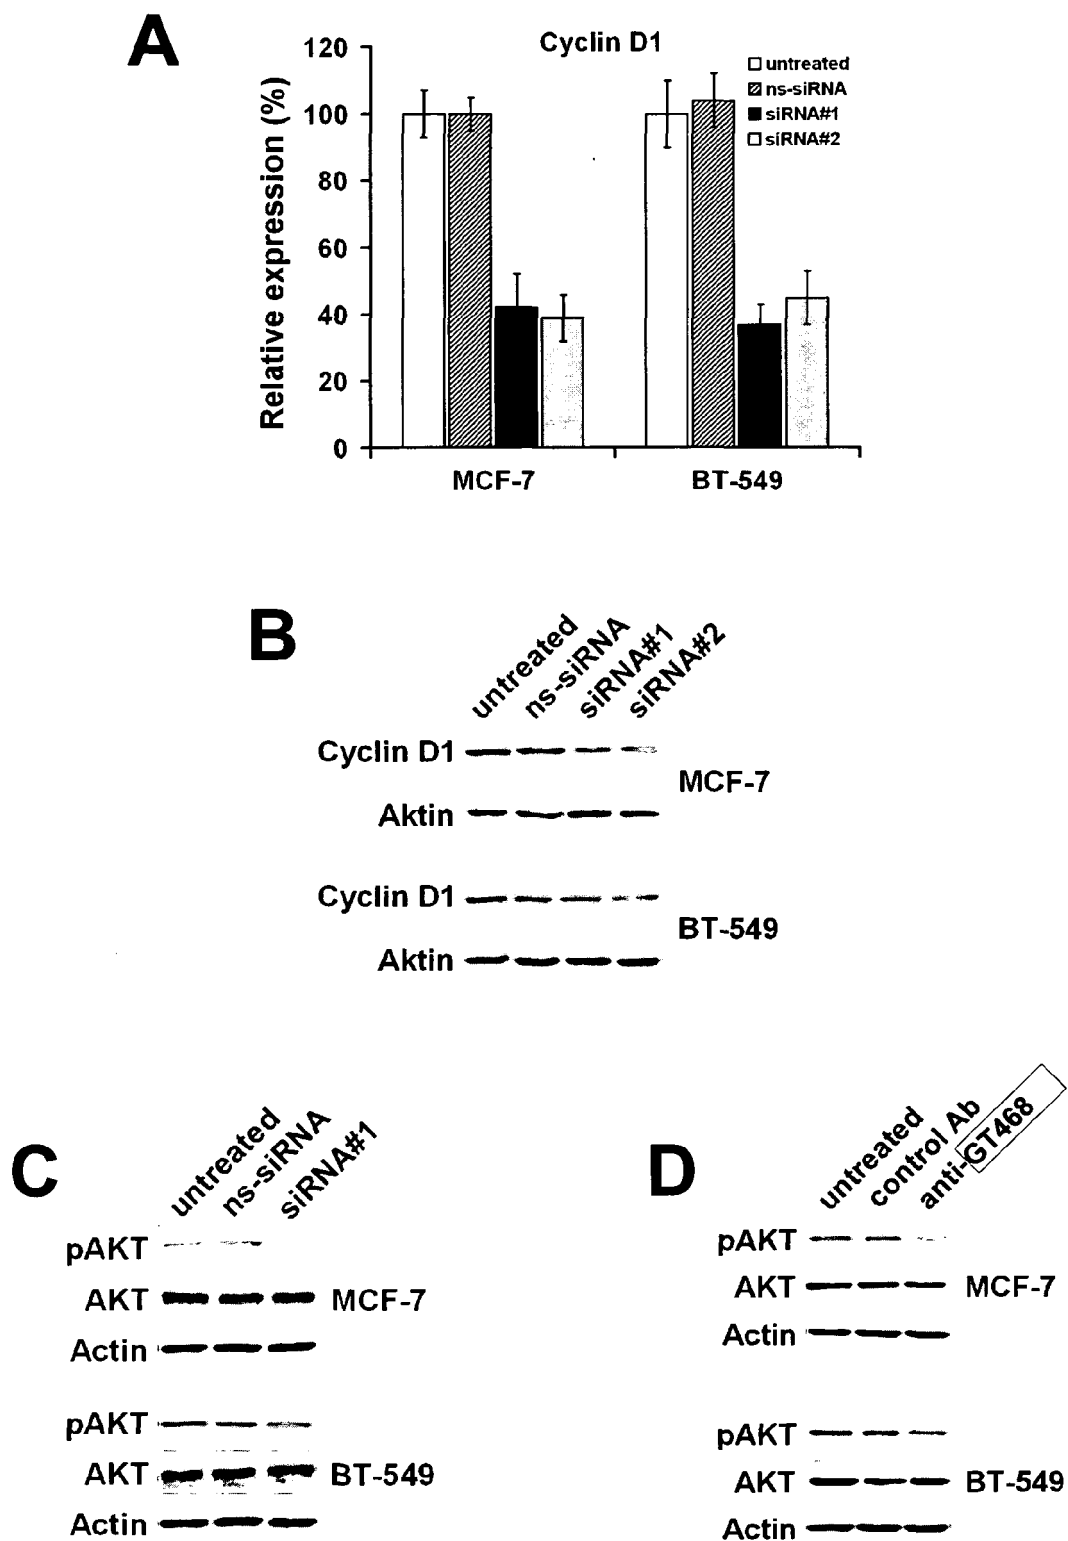 A
Cyclin D1
Relative expression (%)
120
100
80
60
40
20
0
untreated
ns-siRNA
siRNA#1
siRNA#2
MCF-7 BT-549
B
untreated ns-siRNA siRNA#1 siRNA#2
Cyclin D1
MCF-7
Aktin
Cyclin D1
BT-549
Aktin
C
untreated ns-siRNA siRNA#1
pAKT
AKT MCF-7
Actin
pAKT
AKT BT-549
Actin
D
untreated control Ab anti-GT468
pAKT
AKT MCF-7
Actin
pAKT
AKT BT-549
Actin